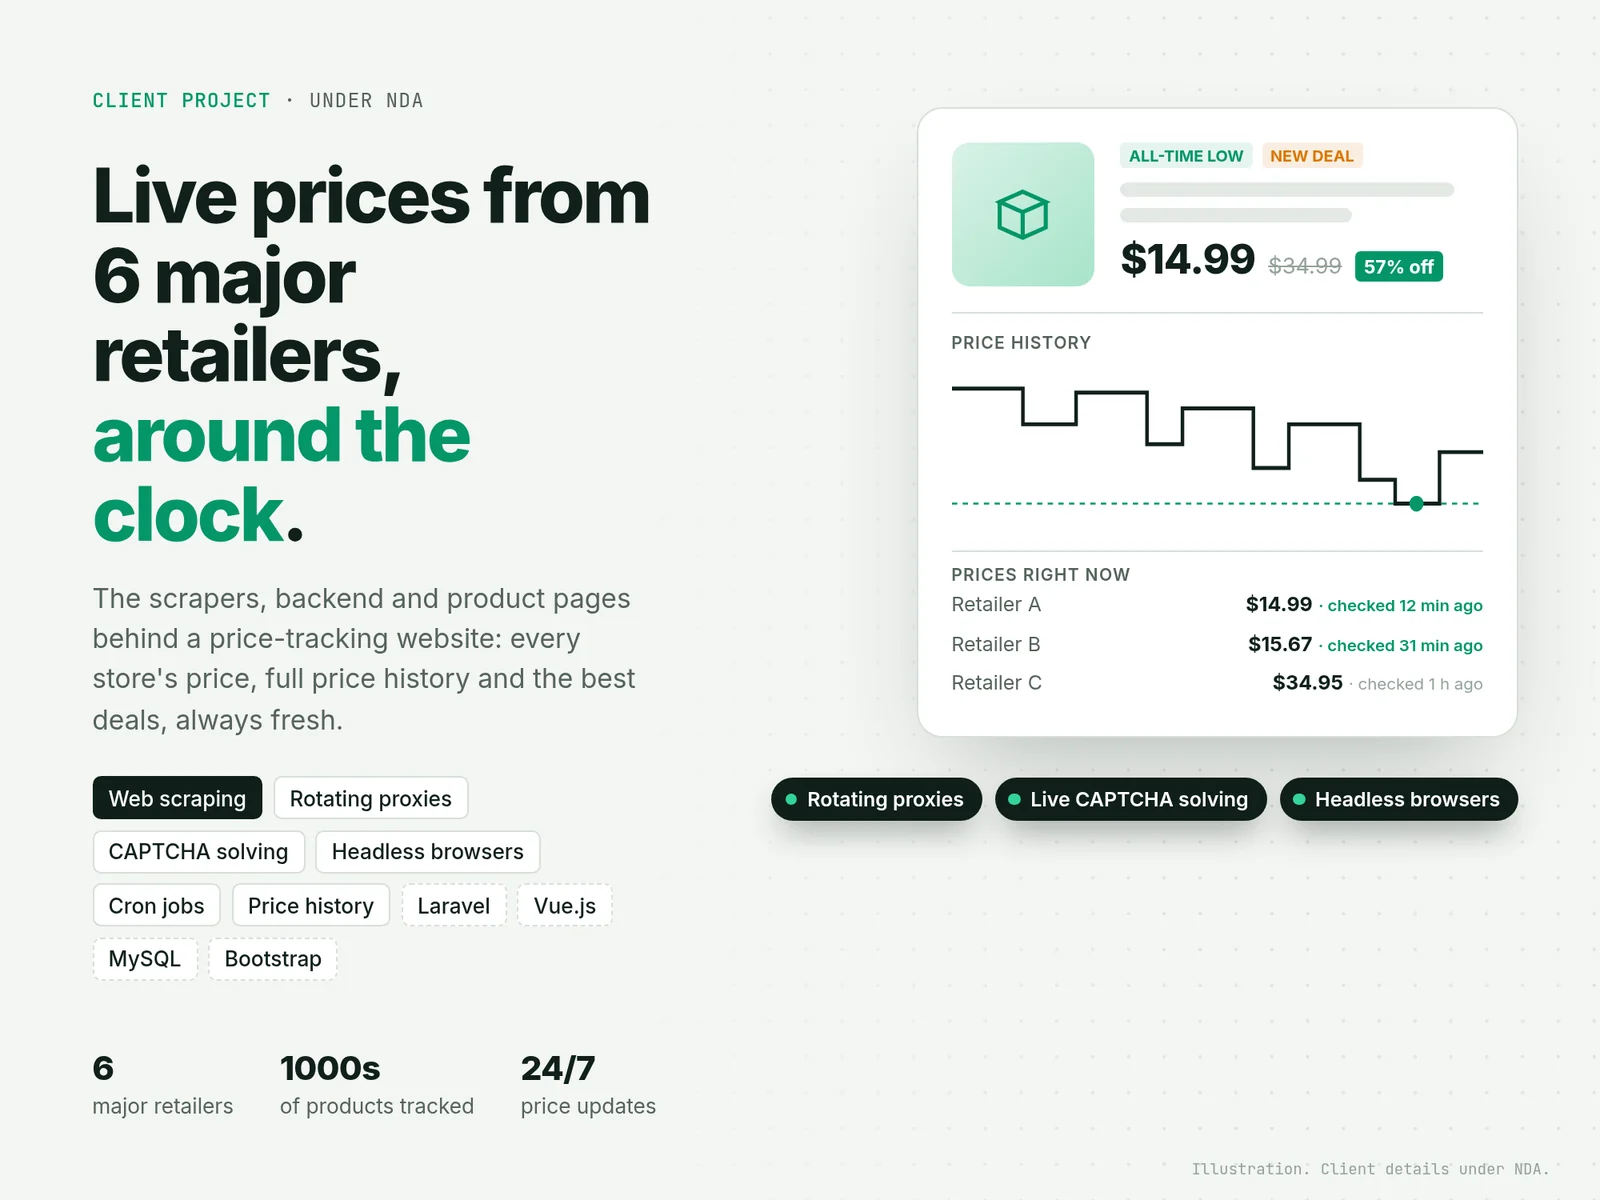 CLIENT PROJECT · UNDER NDA
Live prices from
6 major
retailers,
around the
clock.
The scrapers, backend and product pages
behind a price-tracking website: every
store's price, full price history and the best
deals, always fresh.
Web scraping Rotating proxies
CAPTCHA solving Headless browsers
Cron jobs Price history Laravel Vue.js
MySQL Bootstrap
6 1000s 24/7
major retailers of products tracked price updates
ALL-TIME LOW NEW DEAL
$14.99 $34.99 57% off
PRICE HISTORY
PRICES RIGHT NOW
Retailer A $14.99 · checked 12 min ago
Retailer B $15.67 · checked 31 min ago
Retailer C $34.95 · checked 1 h ago
Rotating proxies Live CAPTCHA solving Headless browsers
Illustration. Client details under NDA.